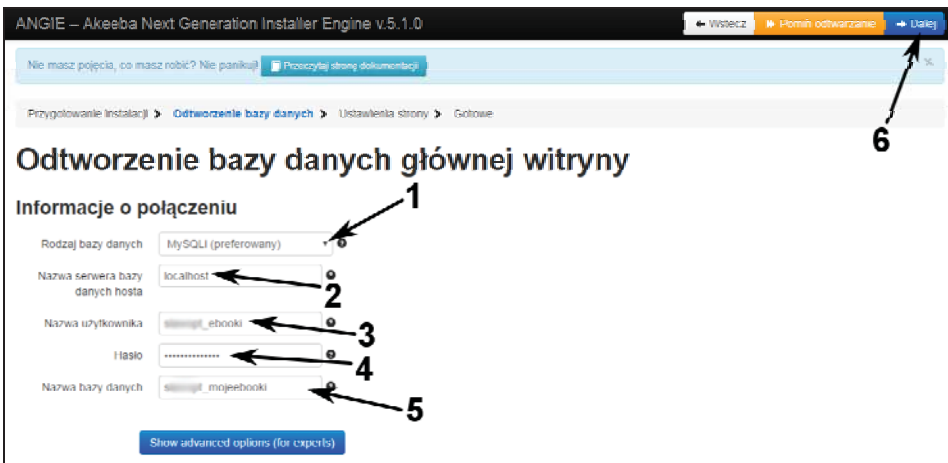 ANGIE – Akeeba Next Generation Installer Engine v.5.1.0
Wstecz
Pomiń odtwarzanie
Dalej
Nie masz pojęcia, co masz robić? Nie panikuj!
Przeczytaj stronę dokumentacji
6
Przygotowanie instalacji
Odtworzenie bazy danych
Ustawienia strony
Gotowe
Odtworzenie bazy danych głównej witryny
1
Informacje o połączeniu
Rodzaj bazy danych
MySQLi (preferowany)
Nazwa serwera bazy
danych hosta
localhost
2
Nazwa użytkownika
_ebooki
3
Hasło
4
Nazwa bazy danych
_mojeebooki
5
Show advanced options (for experts)